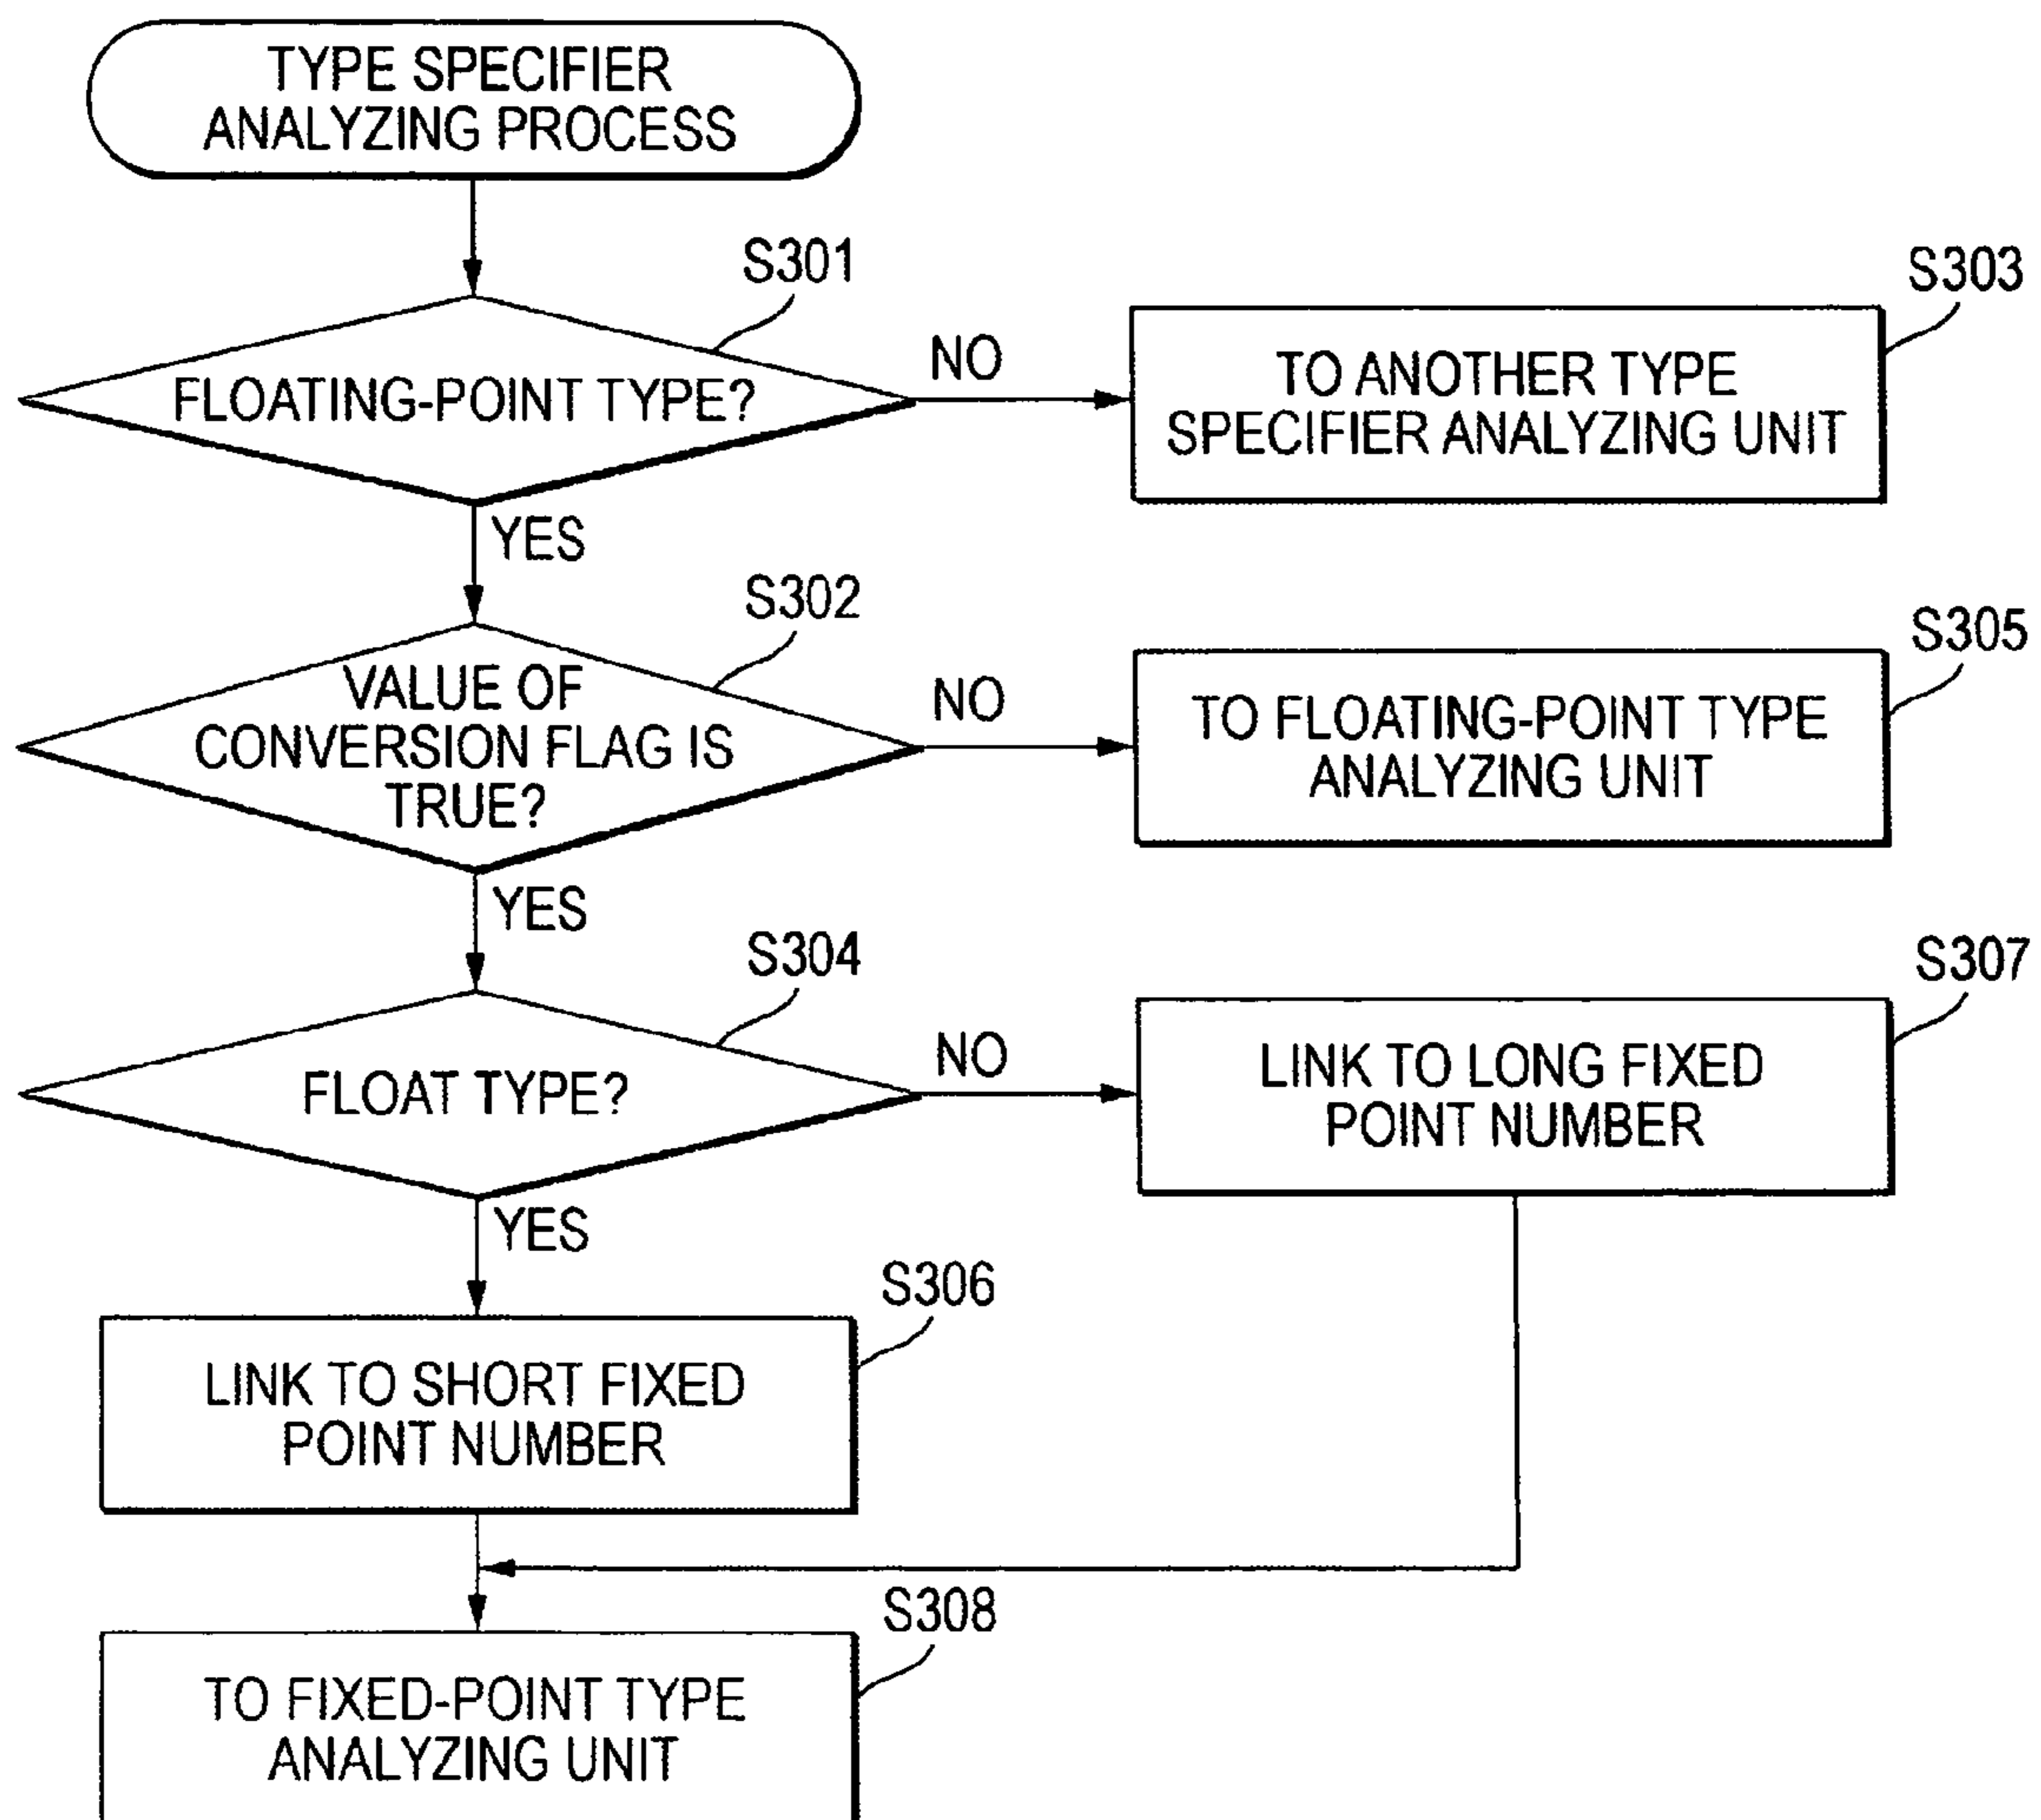 TYPE SPECIFIER
ANALYZING PROCESS
S301
FLOATING-POINT TYPE?
NO
S303
TO ANOTHER TYPE
SPECIFIER ANALYZING UNIT
YES
S302
VALUE OF
CONVERSION FLAG IS
TRUE?
NO
S305
TO FLOATING-POINT TYPE
ANALYZING UNIT
YES
S304
FLOAT TYPE?
NO
S307
LINK TO LONG FIXED
POINT NUMBER
YES
S306
LINK TO SHORT FIXED
POINT NUMBER
S308
TO FIXED-POINT TYPE
ANALYZING UNIT